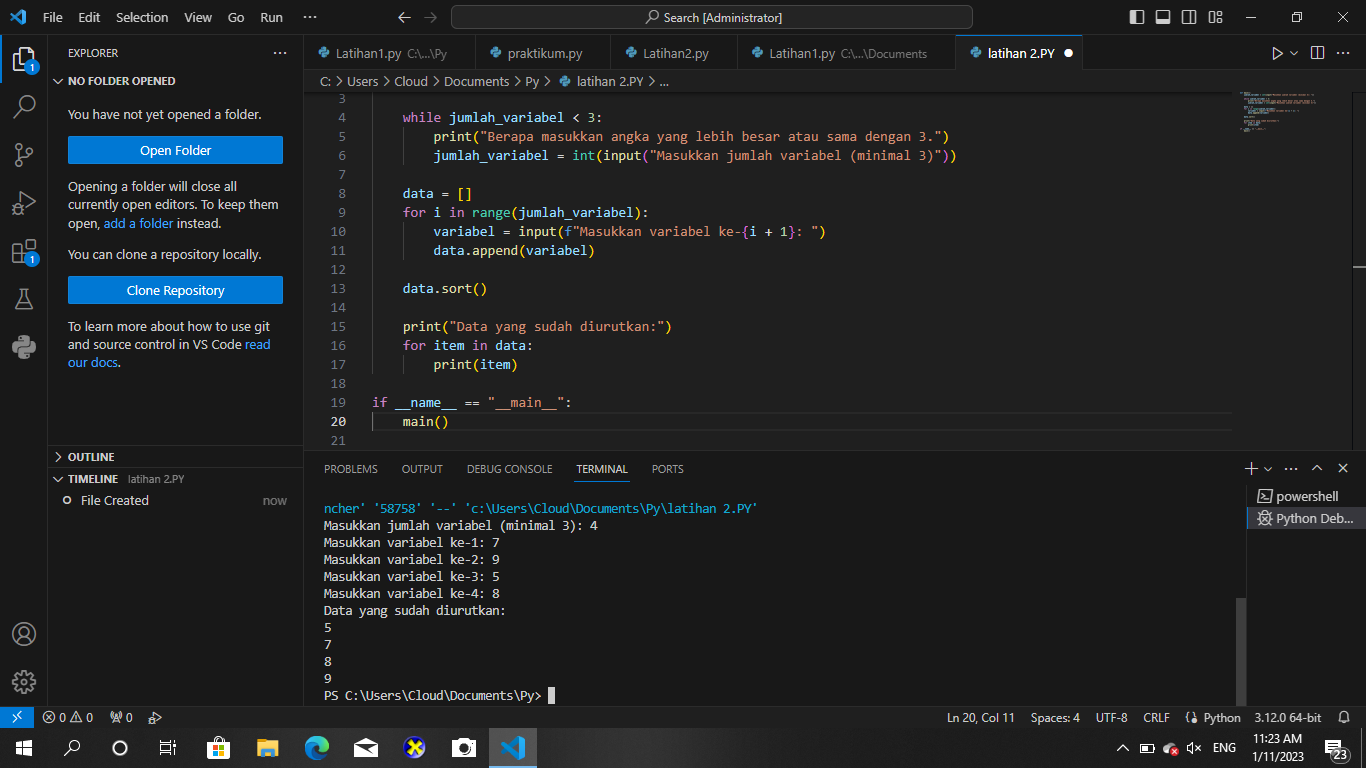 File Edit Selection View Go Run ··· Search [Administrator]
EXPLORER ···
NO FOLDER OPENED
You have not yet opened a folder.
Open Folder
Opening a folder will close all
currently open editors. To keep them
open, add a folder instead.
You can clone a repository locally.
Clone Repository
To learn more about how to use git
and source control in VS Code read
our docs.
OUTLINE
TIMELINE latihan 2.PY
File Created now
1
1
Latihan1.py C:\...\Py praktikum.py Latihan2.py Latihan1.py C:\...\Documents latihan 2.PY
C: > Users > Cloud > Documents > Py > latihan 2.PY > ...
3
4 while jumlah_variabel < 3:
5 print("Berapa masukkan angka yang lebih besar atau sama dengan 3.")
6 jumlah_variabel = int(input("Masukkan jumlah variabel (minimal 3)"))
7
8 data = []
9 for i in range(jumlah_variabel):
10 variabel = input(f"Masukkan variabel ke-{i + 1}: ")
11 data.append(variabel)
12
13 data.sort()
14
15 print("Data yang sudah diurutkan:")
16 for item in data:
17 print(item)
18
19 if __name__ == "__main__":
20 main()
21
PROBLEMS OUTPUT DEBUG CONSOLE TERMINAL PORTS
ncher' '58758' '--' 'c:\Users\Cloud\Documents\Py\latihan 2.PY'
Masukkan jumlah variabel (minimal 3): 4
Masukkan variabel ke-1: 7
Masukkan variabel ke-2: 9
Masukkan variabel ke-3: 5
Masukkan variabel ke-4: 8
Data yang sudah diurutkan:
5
7
8
9
PS C:\Users\Cloud\Documents\Py>
powershell
Python Deb...
0 0 0 Ln 20, Col 11 Spaces: 4 UTF-8 CRLF Python 3.12.0 64-bit
ENG
11:23 AM
1/11/2023
23